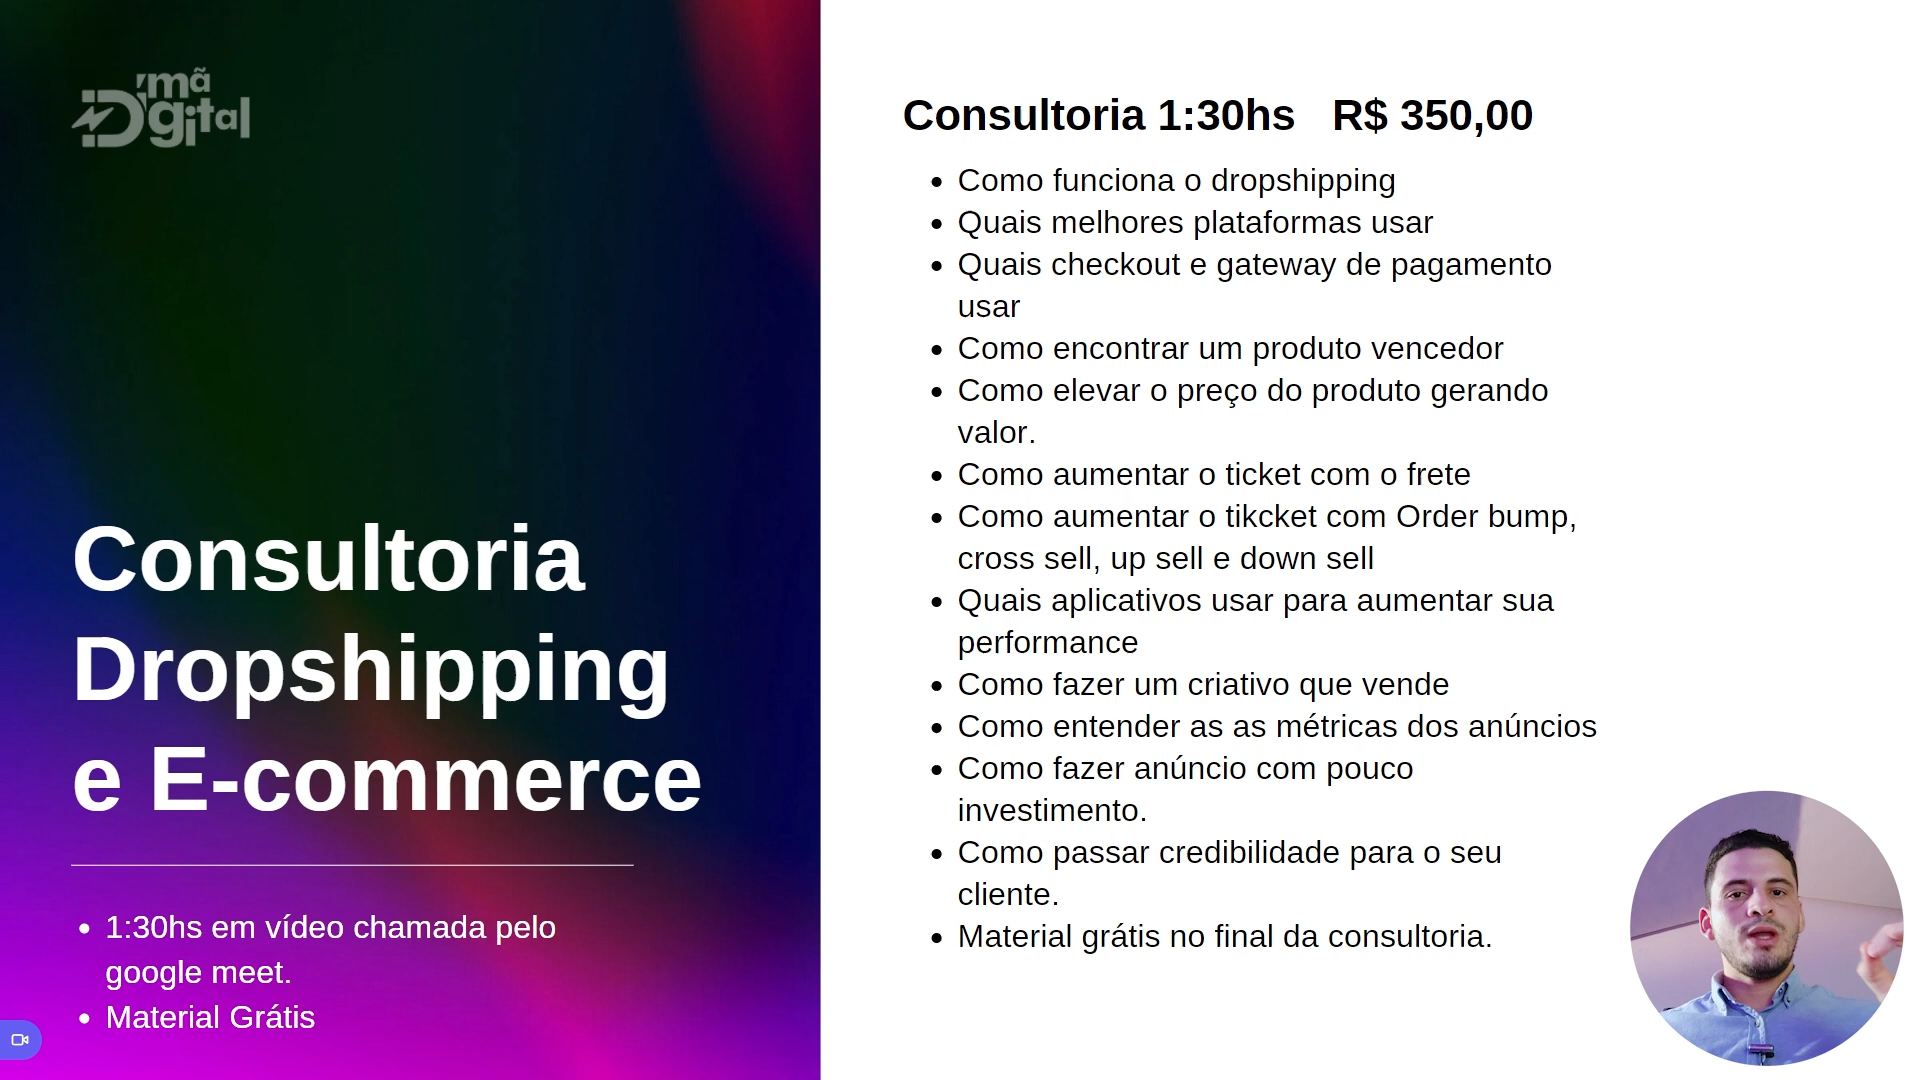 ímã
Digital
Consultoria
Dropshipping
e E-commerce
1:30hs em vídeo chamada pelo
google meet.
Material Grátis
Consultoria 1:30hs R$ 350,00
Como funciona o dropshipping
Quais melhores plataformas usar
Quais checkout e gateway de pagamento
usar
Como encontrar um produto vencedor
Como elevar o preço do produto gerando
valor.
Como aumentar o ticket com o frete
Como aumentar o tikcket com Order bump,
cross sell, up sell e down sell
Quais aplicativos usar para aumentar sua
performance
Como fazer um criativo que vende
Como entender as as métricas dos anúncios
Como fazer anúncio com pouco
investimento.
Como passar credibilidade para o seu
cliente.
Material grátis no final da consultoria.